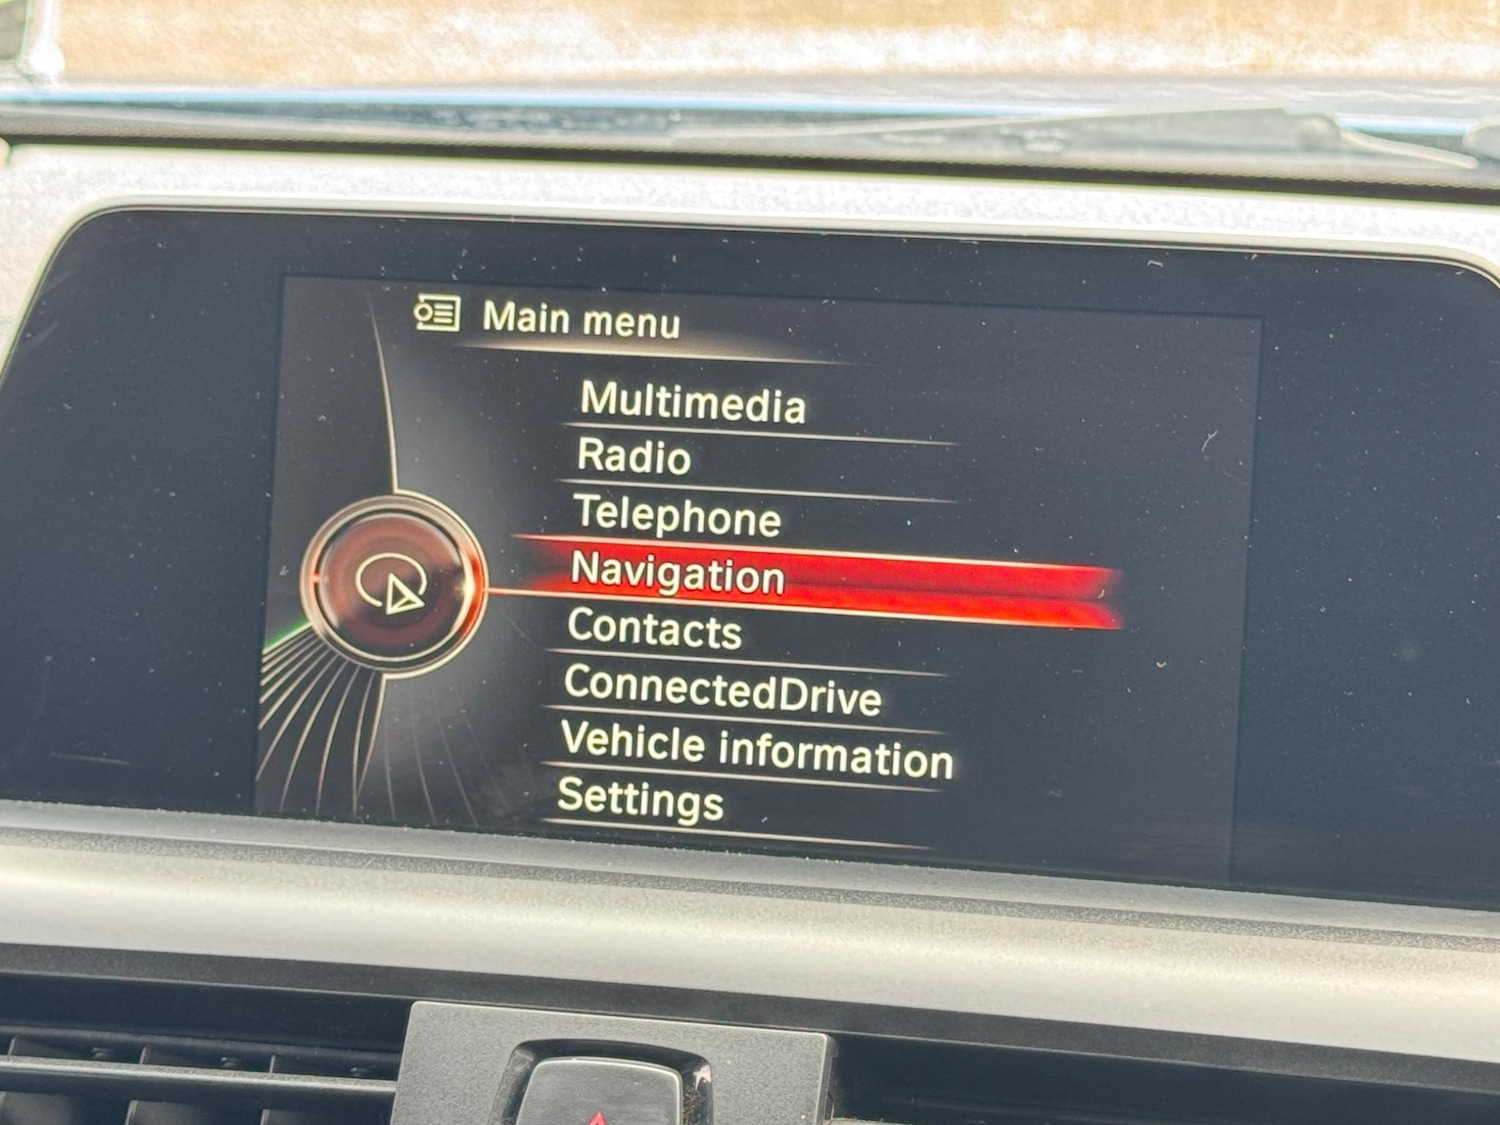 Main menu
Multimedia
Radio
Telephone
Navigation
Contacts
ConnectedDrive
Vehicle information
Settings